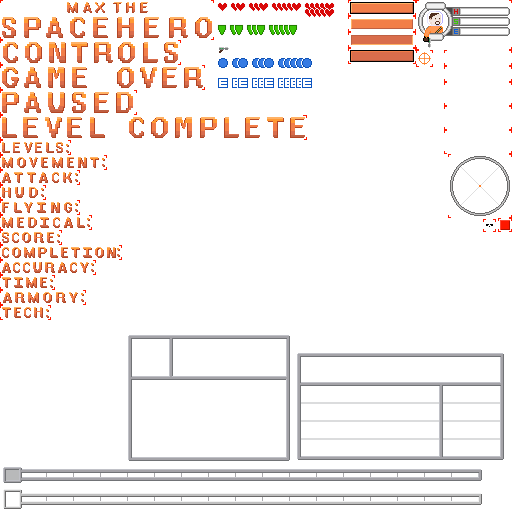 MAX THE
SPACEHERO
CONTROLS
GAME OVER
PAUSED
LEVEL COMPLETE
LEVELS
MOVEMENT
ATTACK
HUD
FLYING
MEDICAL
SCORE
COMPLETION
ACCURACY
TIME
ARMORY
TECH